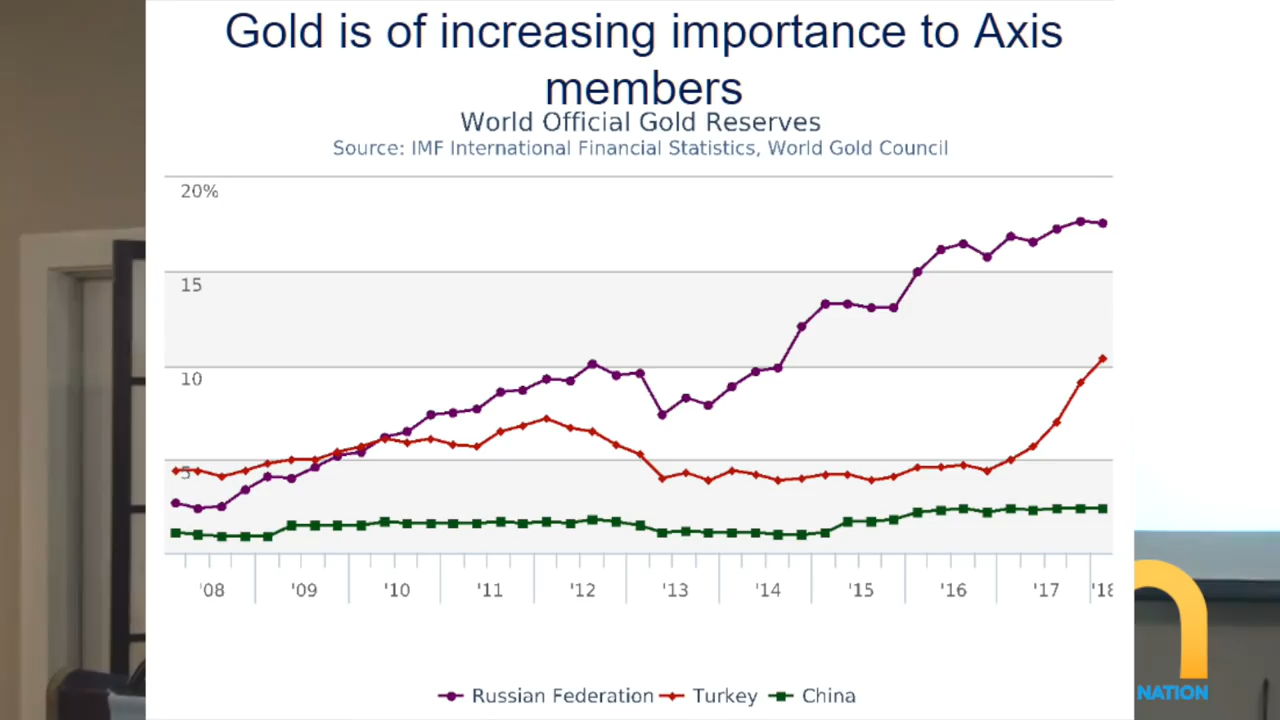 Gold is of increasing importance to Axis
members
World Official Gold Reserves
Source: IMF International Financial Statistics, World Gold Council
20%
15
10
5
'08 '09 '10 '11 '12 '13 '14 '15 '16 '17 '18
Russian Federation Turkey China
n
NATION